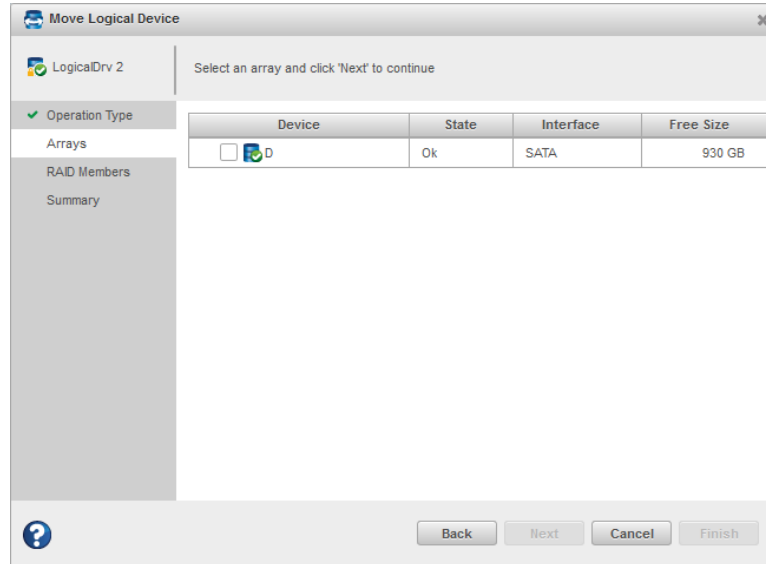 Move Logical Device
LogicalDrv 2
Select an array and click 'Next' to continue
Operation Type
Arrays
RAID Members
Summary
Device State Interface Free Size
D Ok SATA 930 GB
? Back Next Cancel Finish